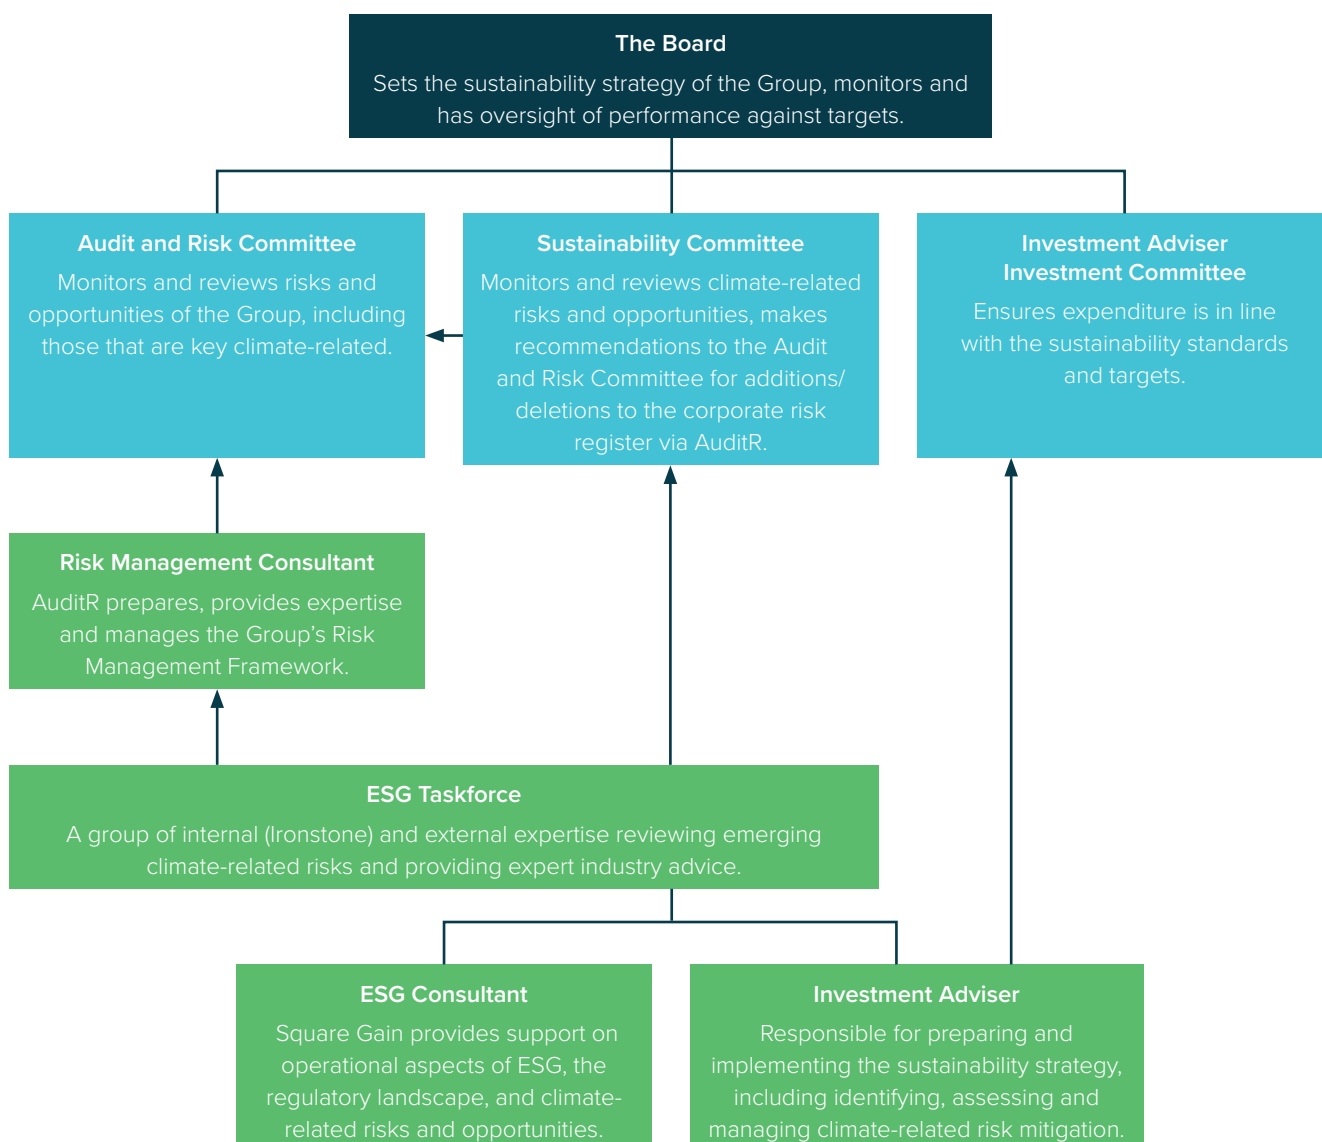 The Board
Sets the sustainability strategy of the Group, monitors and
has oversight of performance against targets.
Audit and Risk Committee
Monitors and reviews risks and
opportunities of the Group, including
those that are key climate-related.
Sustainability Committee
Monitors and reviews climate-related
risks and opportunities, makes
recommendations to the Audit
and Risk Committee for additions/
deletions to the corporate risk
register via AuditR.
Investment Adviser
Investment Committee
Ensures expenditure is in line
with the sustainability standards
and targets.
Risk Management Consultant
AuditR prepares, provides expertise
and manages the Group’s Risk
Management Framework.
ESG Taskforce
A group of internal (Ironstone) and external expertise reviewing emerging
climate-related risks and providing expert industry advice.
ESG Consultant
Square Gain provides support on
operational aspects of ESG, the
regulatory landscape, and climate-
related risks and opportunities.
Investment Adviser
Responsible for preparing and
implementing the sustainability strategy,
including identifying, assessing and
managing climate-related risk mitigation.